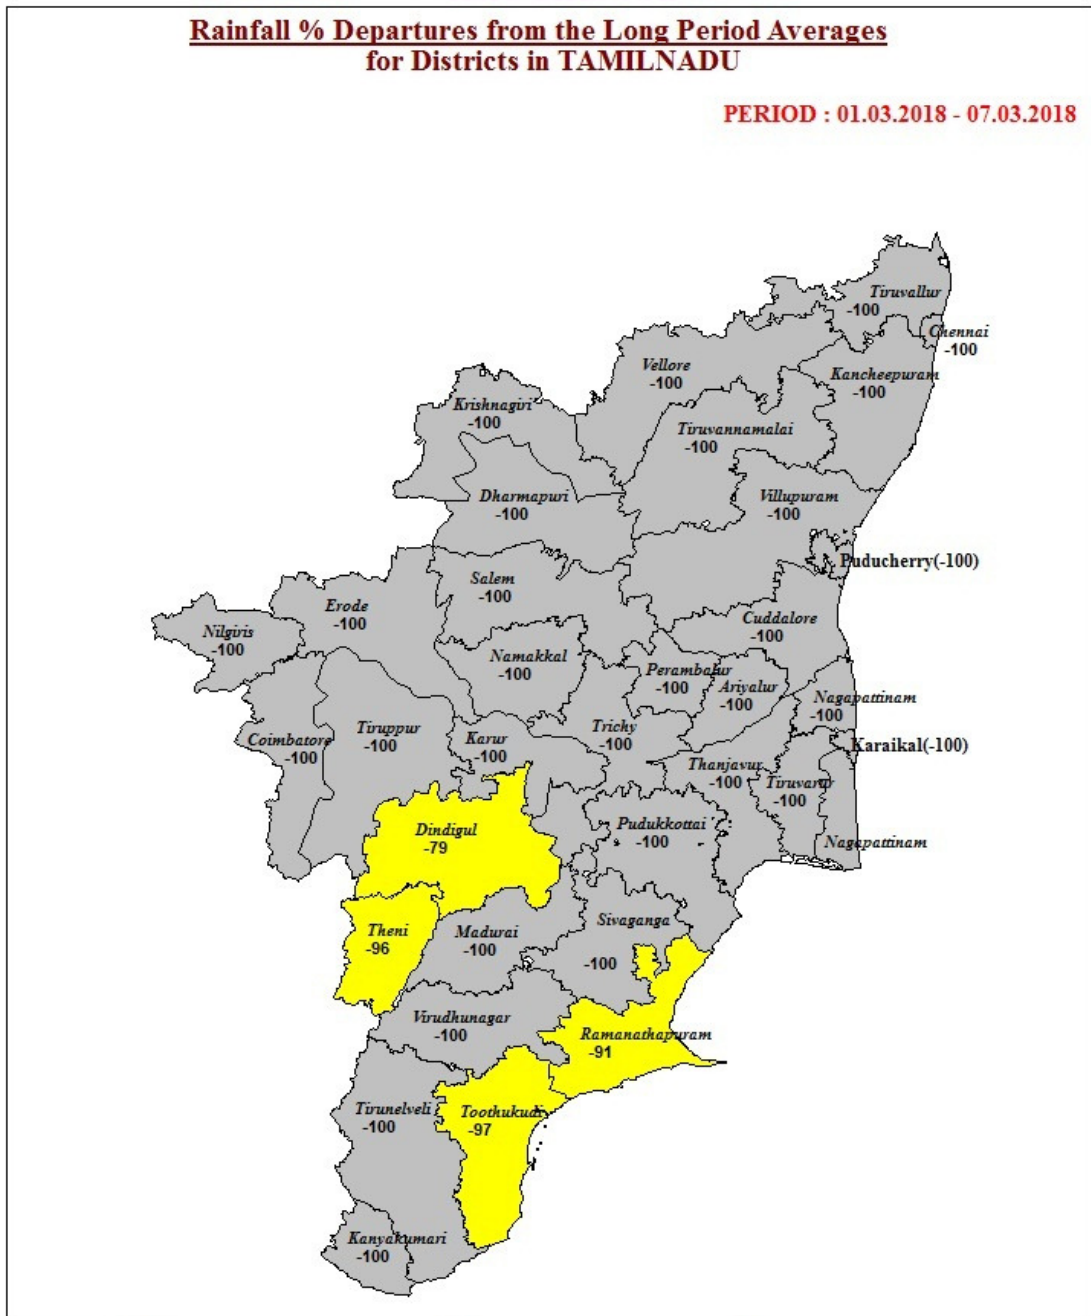 Rainfall % Departures from the Long Period Averages
for Districts in TAMILNADU
PERIOD : 01.03.2018 - 07.03.2018
Tiruvallur
-100
Chennai
-100
Vellore
-100
Kancheepuram
-100
Krishnagiri
-100
Tiruvannamalai
-100
Dharmapuri
-100
Villupuram
-100
Puducherry(-100)
Salem
-100
Erode
-100
Cuddalore
-100
Nilgiris
-100
Namakkal
-100
Perambalur
-100
Ariyalur
-100
Nagapattinam
-100
Coimbatore
-100
Tiruppur
-100
Karur
-100
Trichy
-100
Karaikal(-100)
Thanjavur
-100
Tiruvarur
-100
Dindigul
-79
Pudukkottai
-100
Nagapattinam
Theni
-96
Madurai
-100
Sivaganga
-100
Virudhunagar
-100
Ramanathapuram
-91
Tirunelveli
-100
Toothukudi
-97
Kanyakumari
-100